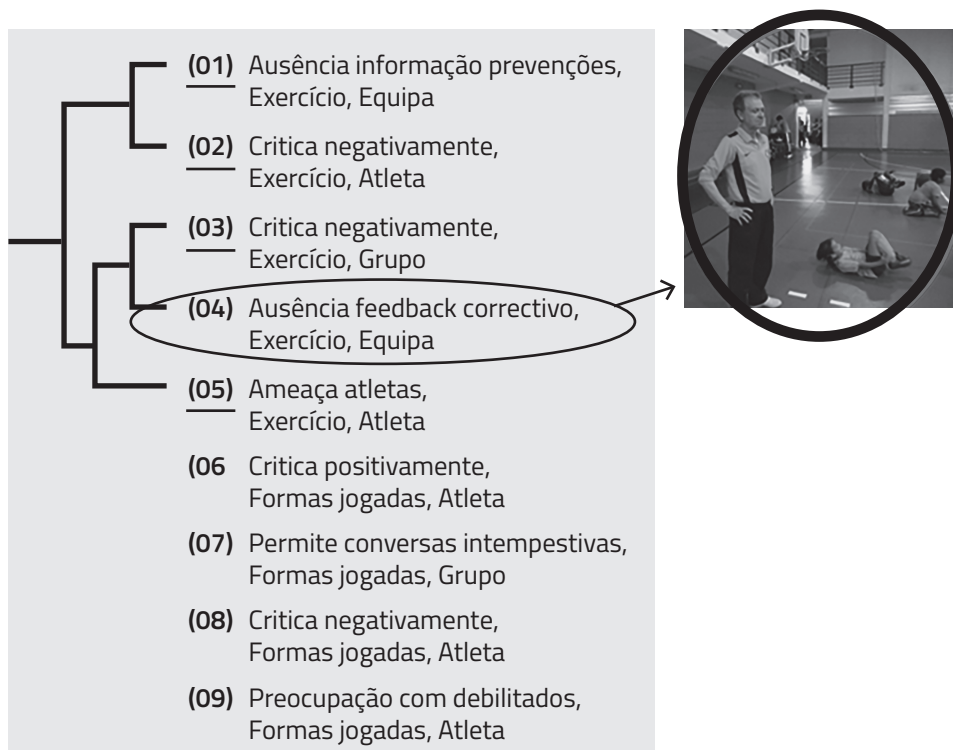 (01) Ausência informação prevenções,
Exercício, Equipa
(02) Critica negativamente,
Exercício, Atleta
(03) Critica negativamente,
Exercício, Grupo
(04) Ausência feedback correctivo,
Exercício, Equipa
(05) Ameaça atletas,
Exercício, Atleta
(06 Critica positivamente,
Formas jogadas, Atleta
(07) Permite conversas intempestivas,
Formas jogadas, Grupo
(08) Critica negativamente,
Formas jogadas, Atleta
(09) Preocupação com debilitados,
Formas jogadas, Atleta